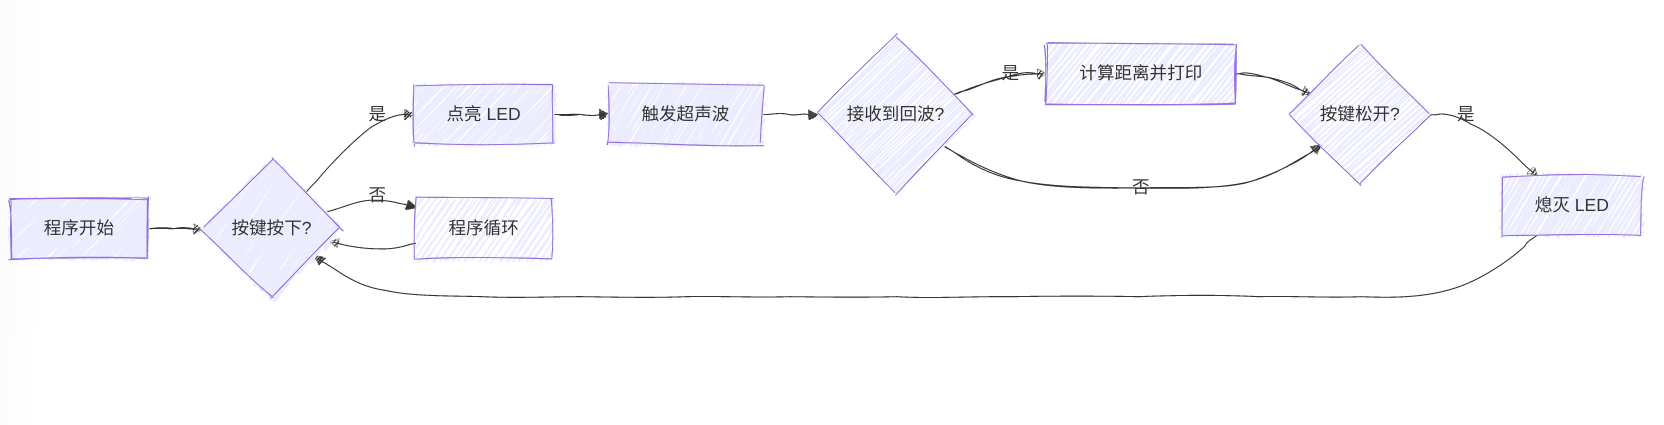 程序开始
按键按下?
是
点亮 LED
触发超声波
接收到回波?
是
计算距离并打印
按键松开?
是
熄灭 LED
否
程序循环
否